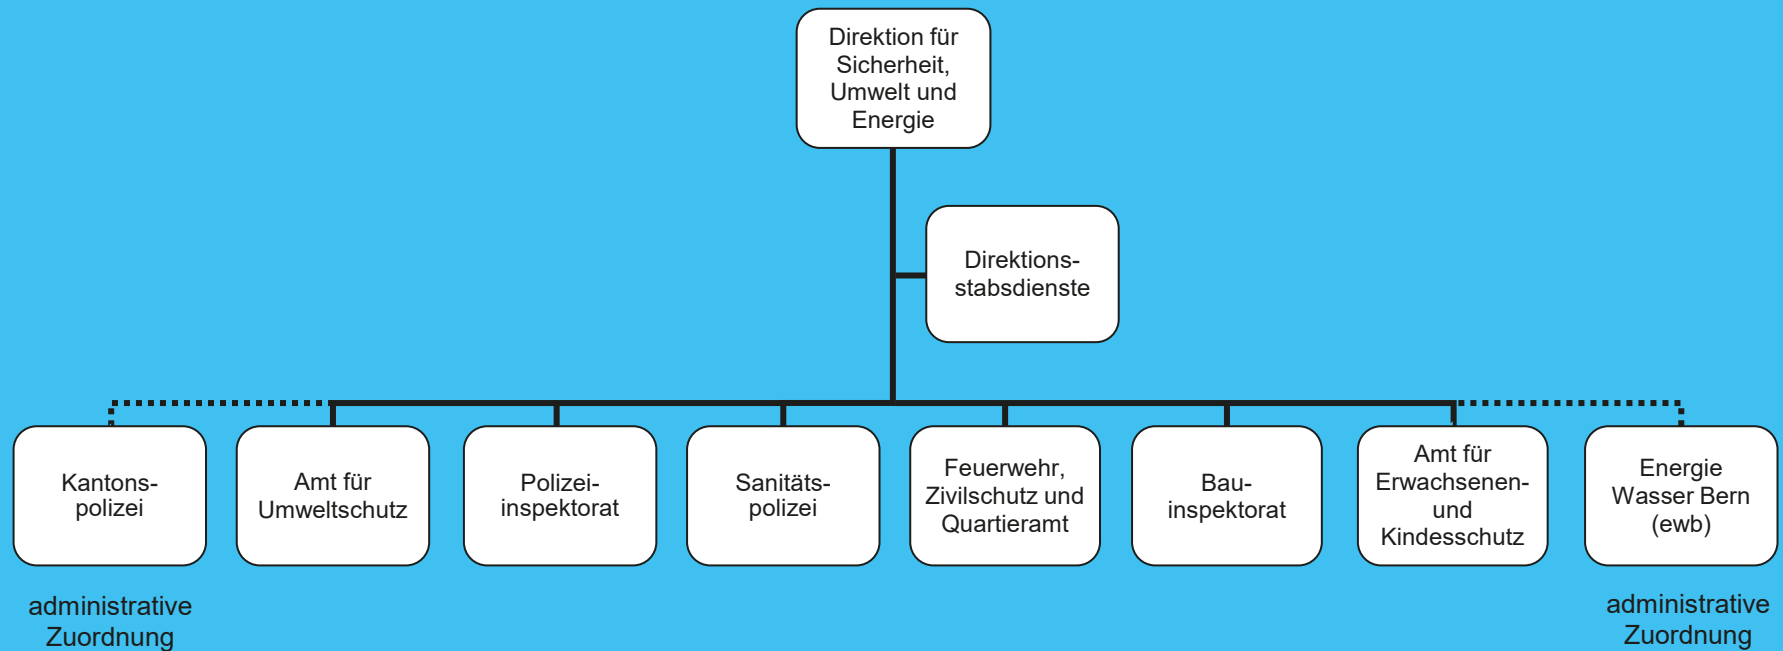 Direktion für
Sicherheit,
Umwelt und
Energie
Direktions-
stabsdienste
Kantons-
polizei
Amt für
Umweltschutz
Polizei-
inspektorat
Sanitäts-
polizei
Feuerwehr,
Zivilschutz und
Quartieramt
Bau-
inspektorat
Amt für
Erwachsenen-
und
Kindesschutz
Energie
Wasser Bern
(ewb)
administrative
Zuordnung
administrative
Zuordnung